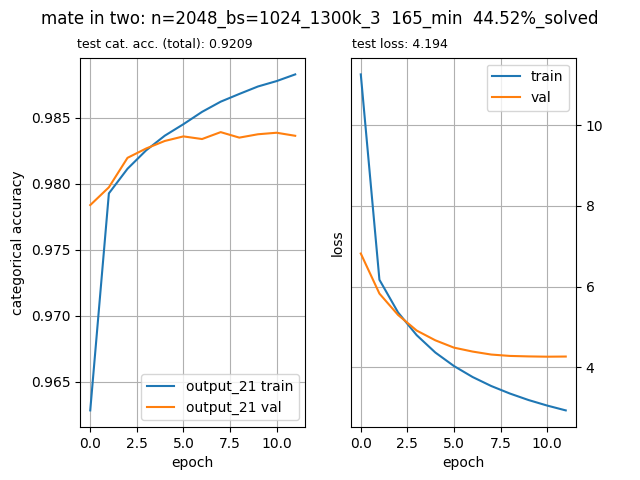 mate in two: n=2048_bs=1024_1300k_3  165_min  44.52%_solved
test cat. acc. (total): 0.9209
0.985
0.980
0.975
0.970
0.965
categorical accuracy
output_21 train
output_21 val
0.0 2.5 5.0 7.5 10.0
epoch
test loss: 4.194
train
val
10
8
6
4
loss
0.0 2.5 5.0 7.5 10.0
epoch